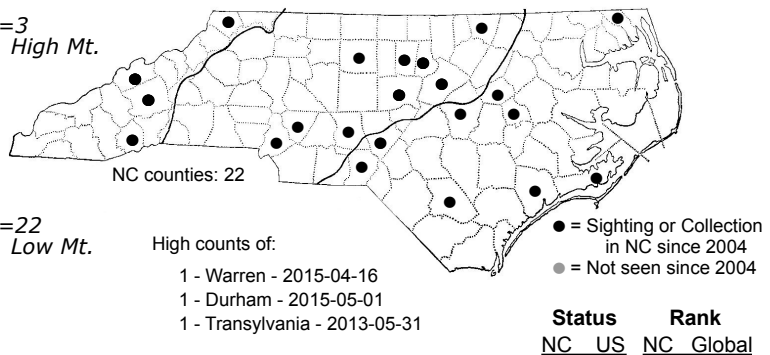 =3
High Mt.
NC counties: 22
=22
Low Mt.
High counts of:
1 - Warren - 2015-04-16
1 - Durham - 2015-05-01
1 - Transylvania - 2013-05-31
● = Sighting or Collection
in NC since 2004
● = Not seen since 2004
Status Rank
NC US NC Global